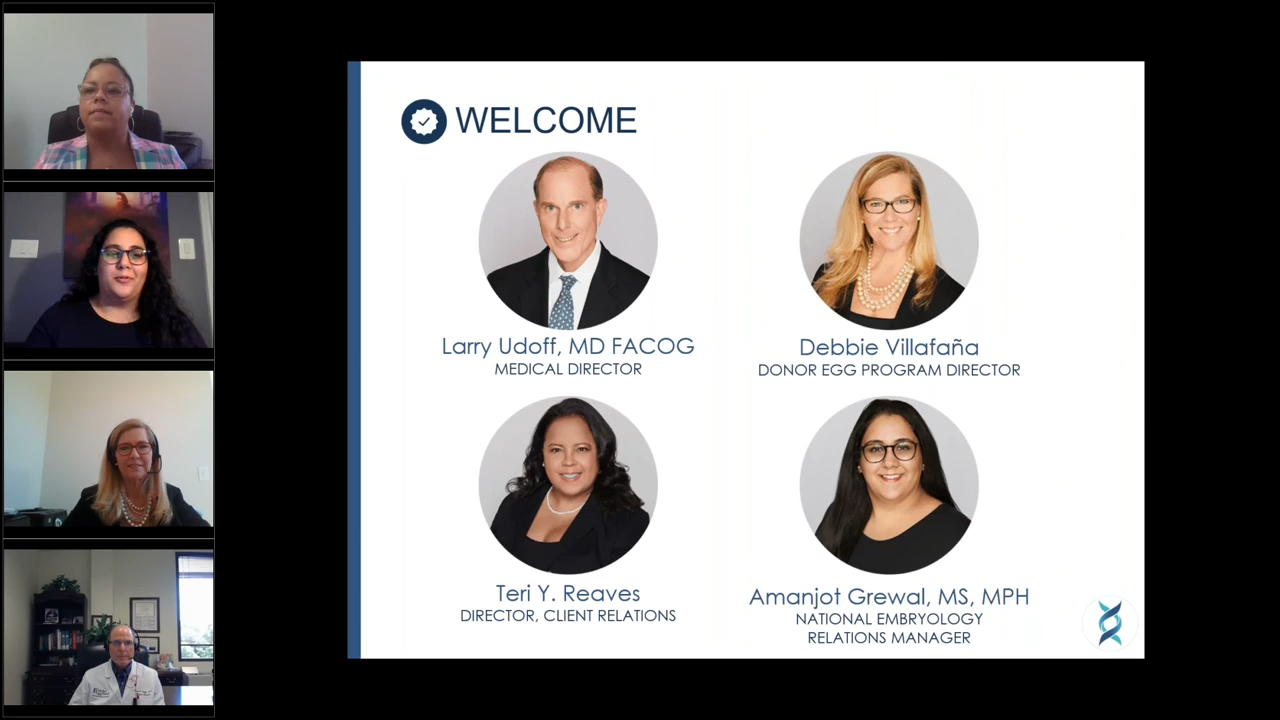 WELCOME
Larry Udoff, MD FACOG
MEDICAL DIRECTOR
Debbie Villafaña
DONOR EGG PROGRAM DIRECTOR
Teri Y. Reaves
DIRECTOR, CLIENT RELATIONS
Amanjot Grewal, MS, MPH
NATIONAL EMBRYOLOGY
RELATIONS MANAGER